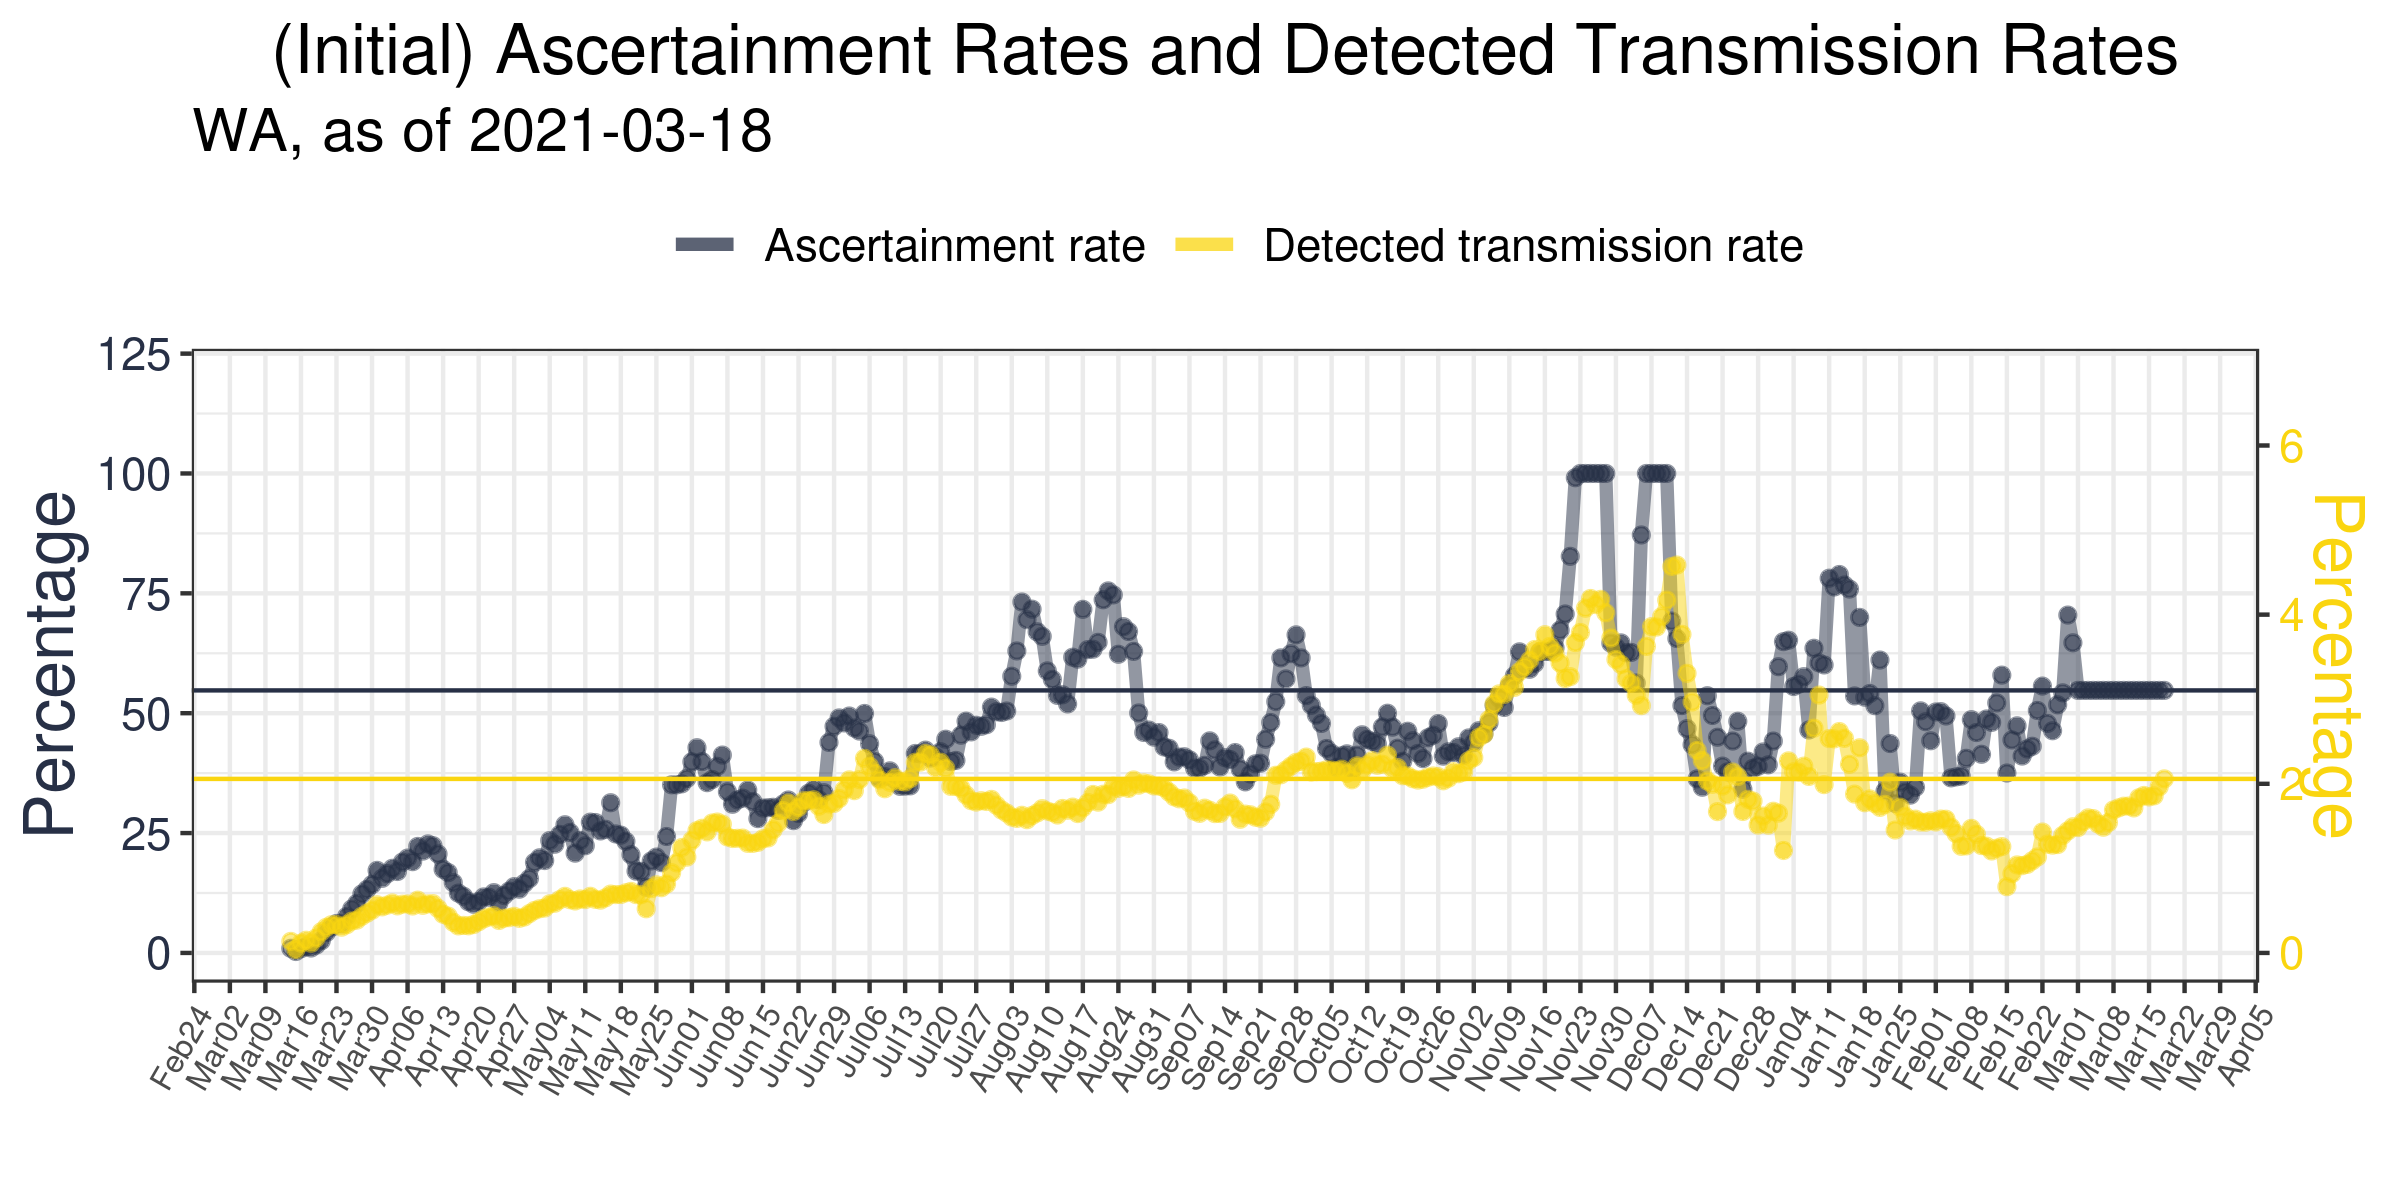 (Initial) Ascertainment Rates and Detected Transmission Rates
WA, as of 2021-03-18
Ascertainment rate
Detected transmission rate
Percentage
125
100
75
50
25
0
6
4
2
0
Percentage
Feb24
Mar02
Mar09
Mar16
Mar23
Mar30
Apr06
Apr13
Apr20
Apr27
May04
May11
May18
May25
Jun01
Jun08
Jun15
Jun22
Jun29
Jul06
Jul13
Jul20
Jul27
Aug03
Aug10
Aug17
Aug24
Aug31
Sep07
Sep14
Sep21
Sep28
Oct05
Oct12
Oct19
Oct26
Nov02
Nov09
Nov16
Nov23
Nov30
Dec07
Dec14
Dec21
Dec28
Jan04
Jan11
Jan18
Jan25
Feb01
Feb08
Feb15
Feb22
Mar01
Mar08
Mar15
Mar22
Mar29
Apr05